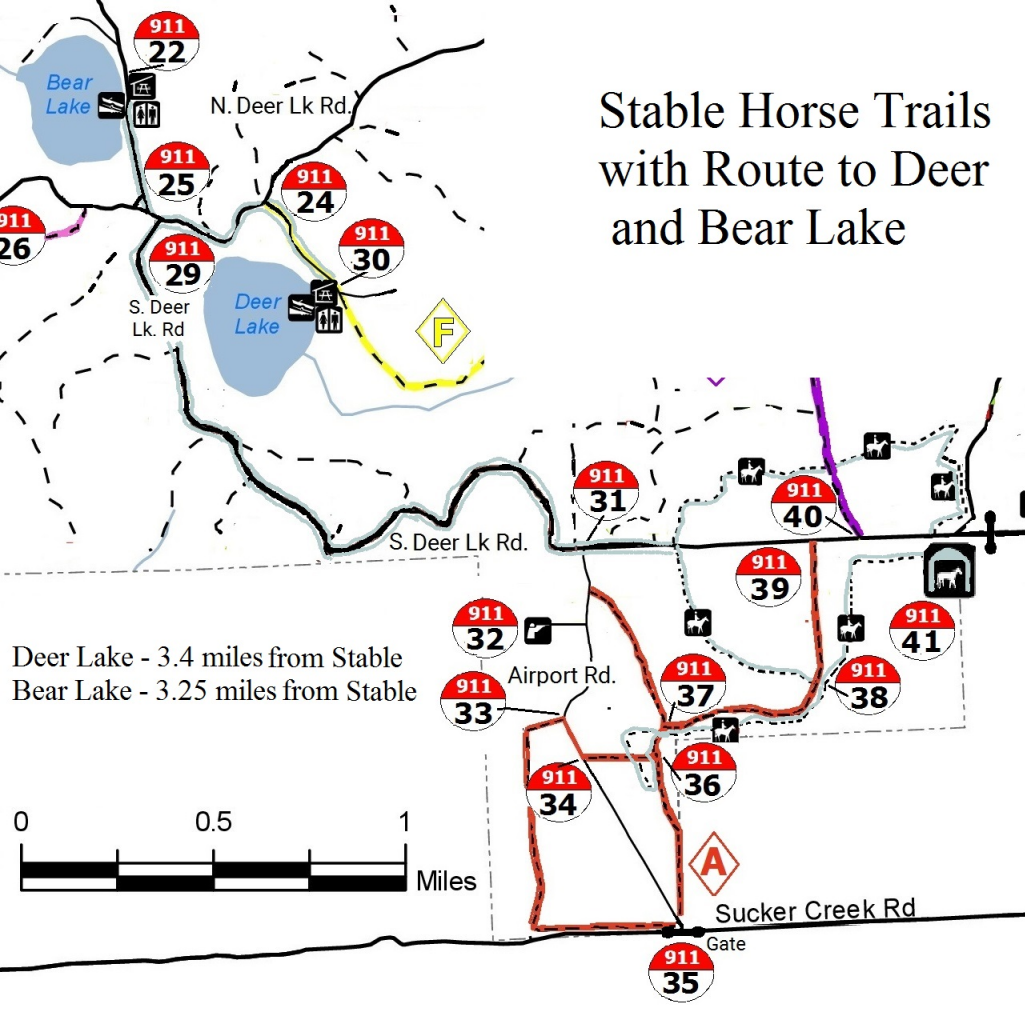 911
22
Bear
Lake
N. Deer Lk Rd.
Stable Horse Trails
with Route to Deer
and Bear Lake
911
25
911
24
911
26
911
29
911
30
S. Deer
Lk. Rd
Deer
Lake
F
911
31
911
40
S. Deer Lk Rd.
911
39
911
32
911
41
Deer Lake - 3.4 miles from Stable
Bear Lake - 3.25 miles from Stable
Airport Rd.
911
37
911
38
911
33
911
36
911
34
0
0.5
1
Miles
A
Sucker Creek Rd
Gate
911
35